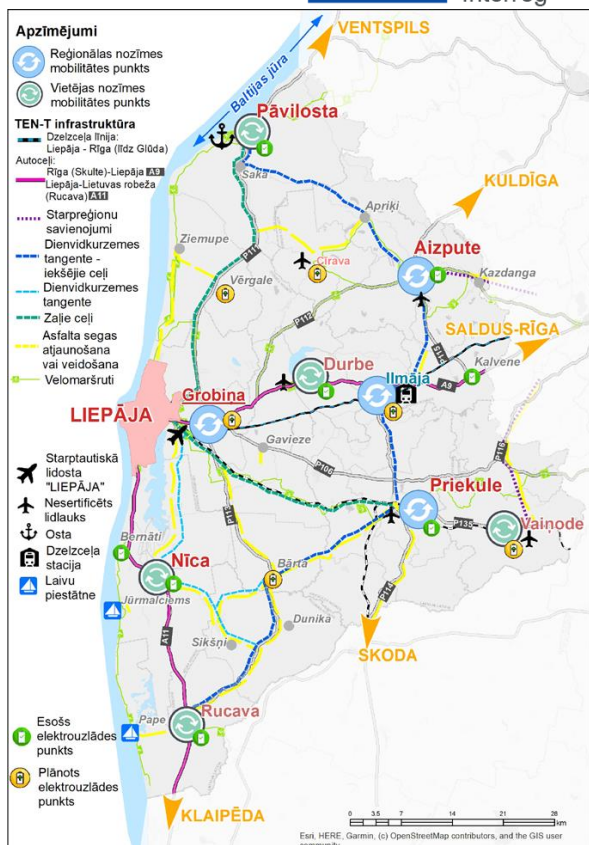 Interreg
Apzīmējumi
Reģionālas nozīmes
mobilitātes punkts
Vietējas nozīmes
mobilitātes punkts
TEN-T infrastruktūra
Dzelzceļa līnija:
Liepāja - Rīga (līdz Glūda)
Autoceļi:
Rīga (Skulte)-Liepāja A9
Liepāja-Lietuvas robeža
(Rucava) A11
Starpreģionu
savienojumi
Dienvidkurzemes
tangente -
iekšējie ceļi
Dienvidkurzemes
tangente
Zaļie ceļi
Asfalta segas
atjaunošana
vai veidošana
Velomaršruti
Starptautiskā
lidosta
"LIEPĀJA"
Nesertificēts
lidlauks
Osta
Dzelzceļa
stacija
Laivu
piestātne
Esošs
elektrouzlādes
punkts
Plānots
elektrouzlādes
punkts
VENTSPILS
Baltijas jūra
Pāvilosta
Saka
KULDĪGA
Apriķi
Ziemupe
P111
Cīrava
Aizpute
Kazdanga
Vērgale
P112
SALDUS-RĪGA
P115
Durbe
Ilmāja
Kalvene
A9
Grobiņa
LIEPĀJA
Gavieze
P106
P116
Priekule
P113
P135
Vaiņode
Bernāti
Nīca
Bārta
P114
Jūrmalciems
Dunika
A11
Sikšņi
SKODA
Pape
Rucava
KLAIPĒDA
0 3.5 7 14 21 28
km
Esri, HERE, Garmin, (c) OpenStreetMap contributors, and the GIS user
community